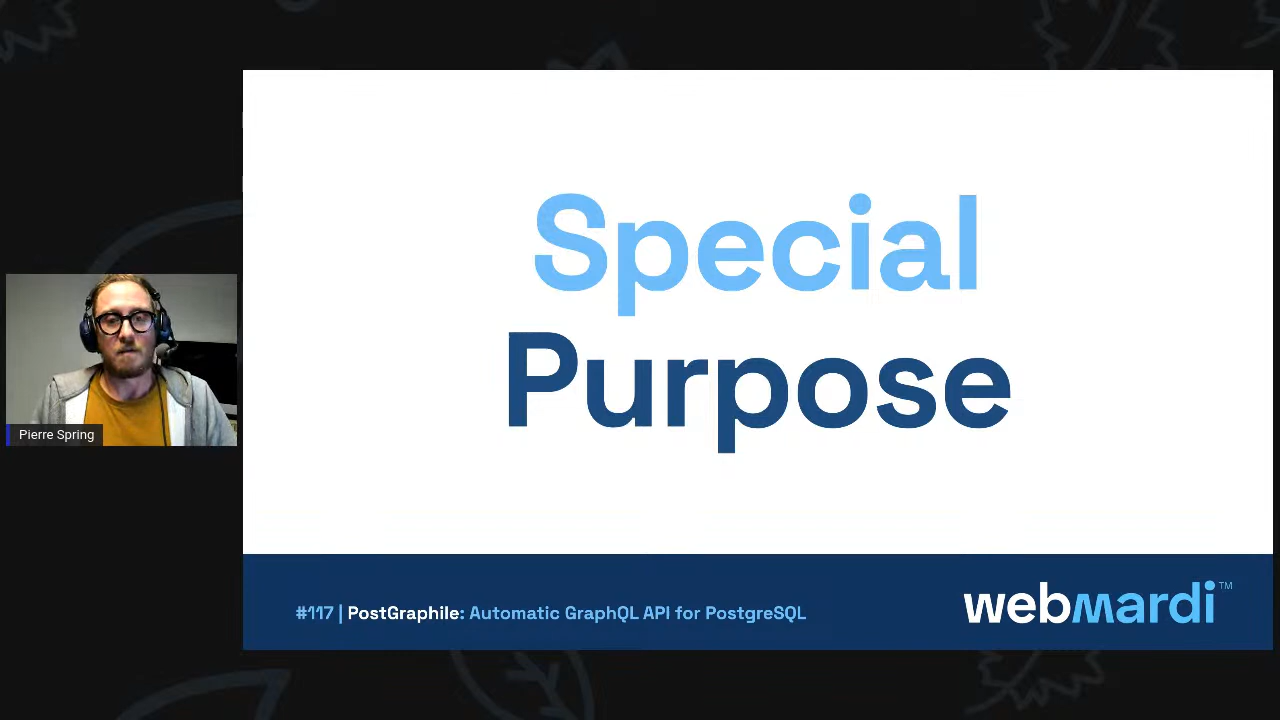 Special
Purpose
Pierre Spring
#117 | PostGraphile: Automatic GraphQL API for PostgreSQL
webmardi™